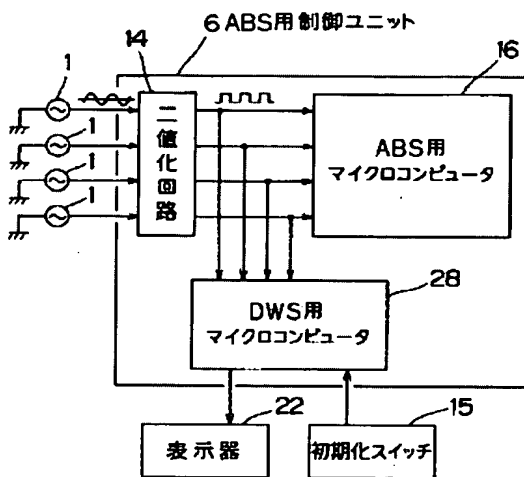 6 ABS用制御ユニット
14
16
1
1
1
1
二値化回路
ABS用
マイクロコンピュータ
28
DWS用
マイクロコンピュータ
22
15
表示器
初期化スイッチ